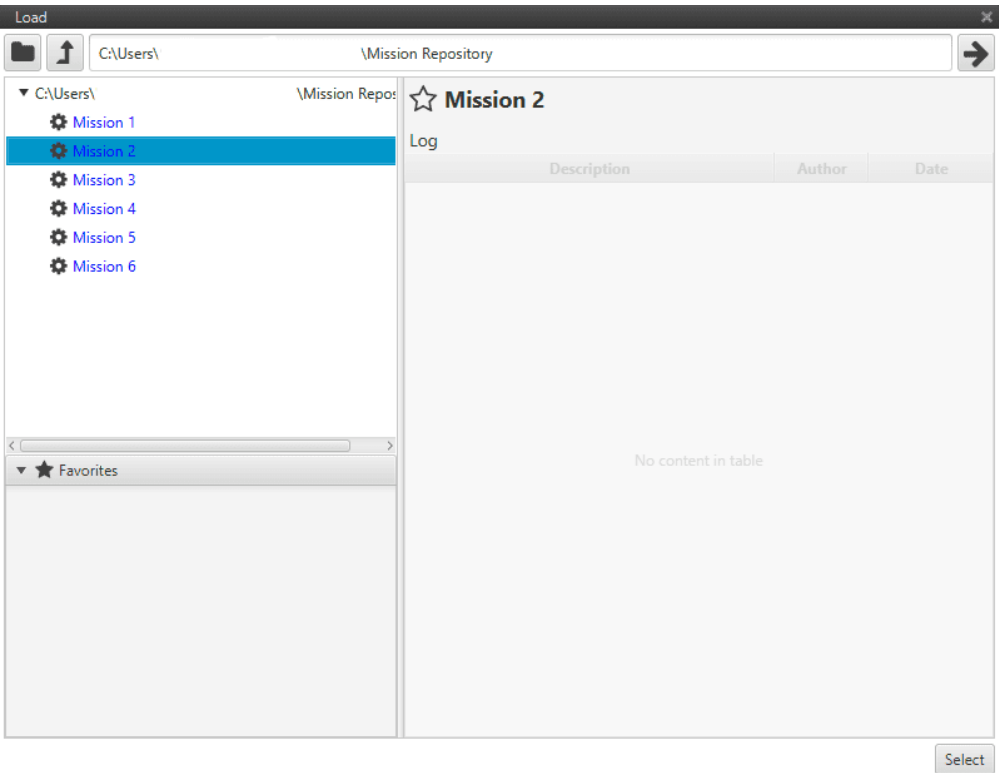 Load
C:\Users\ \Mission Repository
C:\Users\ \Mission Repos
Mission 1
Mission 2
Mission 3
Mission 4
Mission 5
Mission 6
Favorites
Mission 2
Log
Description Author Date
No content in table
Select